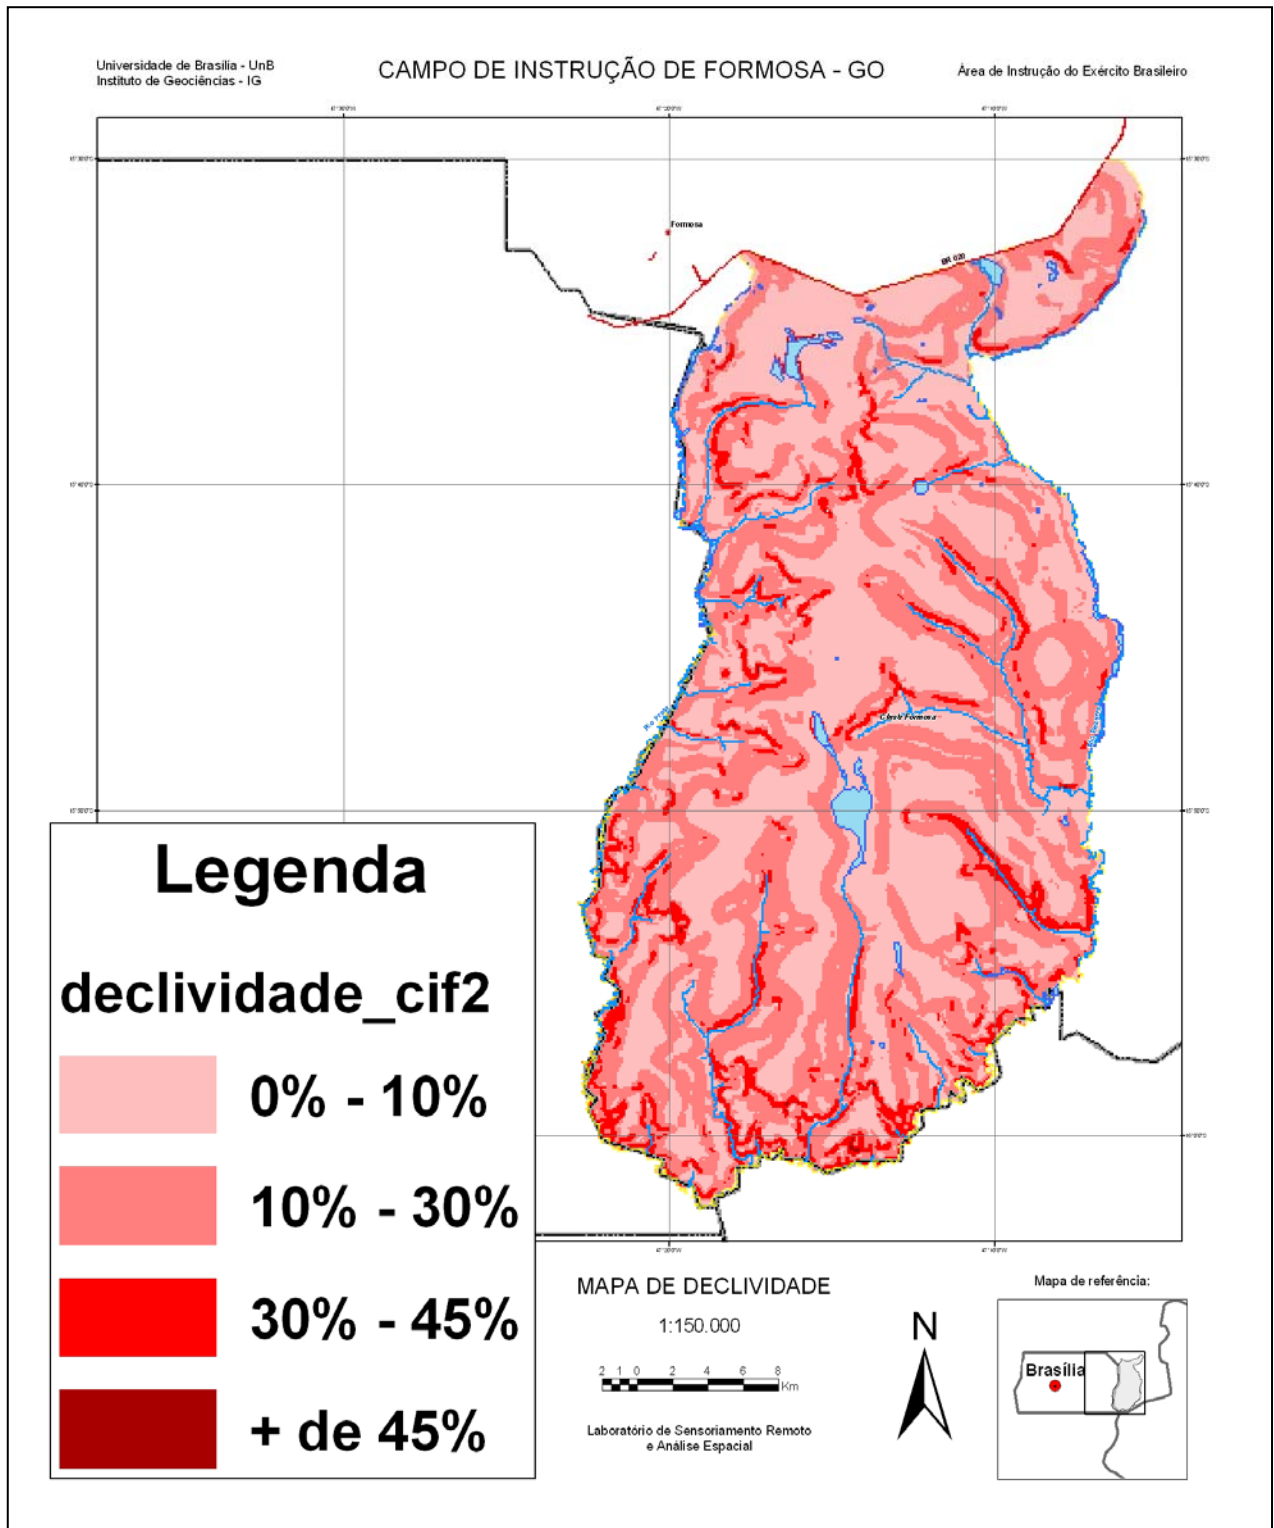 Universidade de Brasilia - UnB
Instituto de Geociências - IG
CAMPO DE INSTRUÇÃO DE FORMOSA - GO
Área de Instrução do Exército Brasileiro
Formosa
BR 020
Legenda
declividade_cif2
0% - 10%
10% - 30%
30% - 45%
+ de 45%
MAPA DE DECLIVIDADE
1:150.000
2 1 0 2 4 6 8
Km
Laboratório de Sensoriamento Remoto
e Análise Espacial
N
Mapa de referência:
Brasília